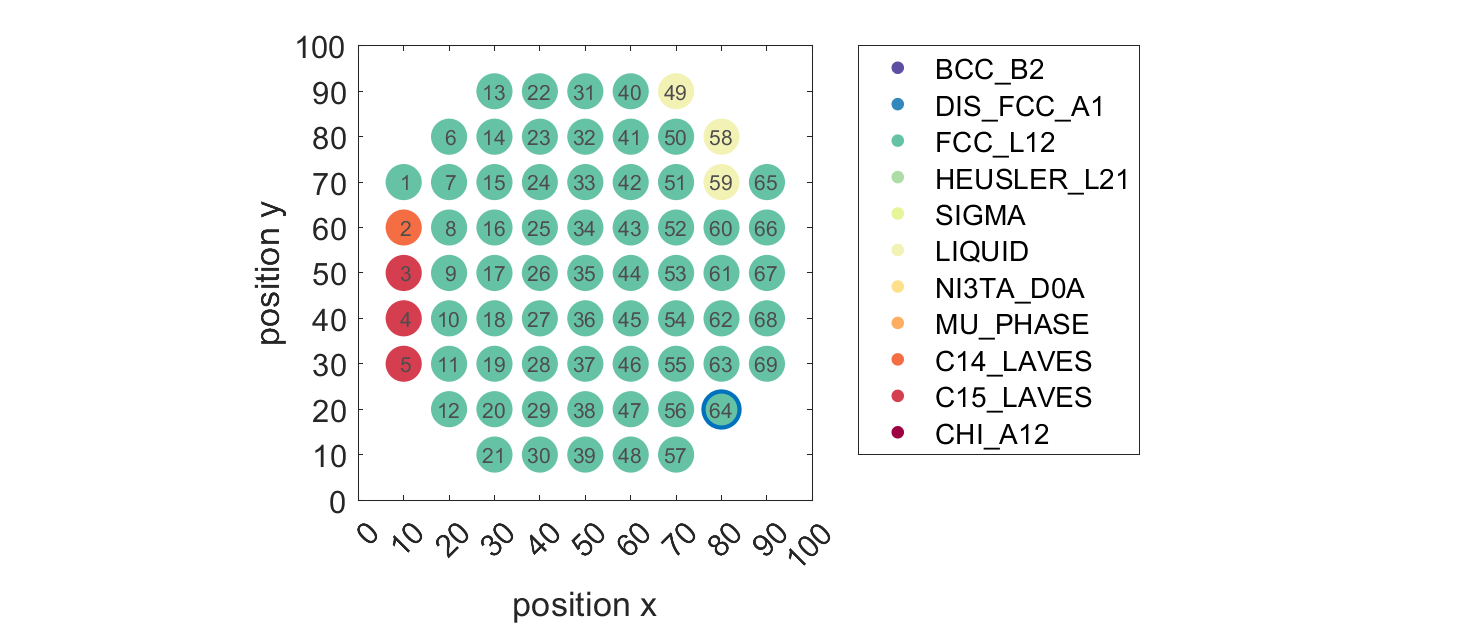 100
90
80
70
60
50
40
30
20
10
0
13 22 31 40 49
6 14 23 32 41 50 58
1 7 15 24 33 42 51 59 65
2 8 16 25 34 43 52 60 66
3 9 17 26 35 44 53 61 67
4 10 18 27 36 45 54 62 68
5 11 19 28 37 46 55 63 69
12 20 29 38 47 56 64
21 30 39 48 57
0 10 20 30 40 50 60 70 80 90 100
position x
position y
BCC_B2
DIS_FCC_A1
FCC_L12
HEUSLER_L21
SIGMA
LIQUID
NI3TA_D0A
MU_PHASE
C14_LAVES
C15_LAVES
CHI_A12